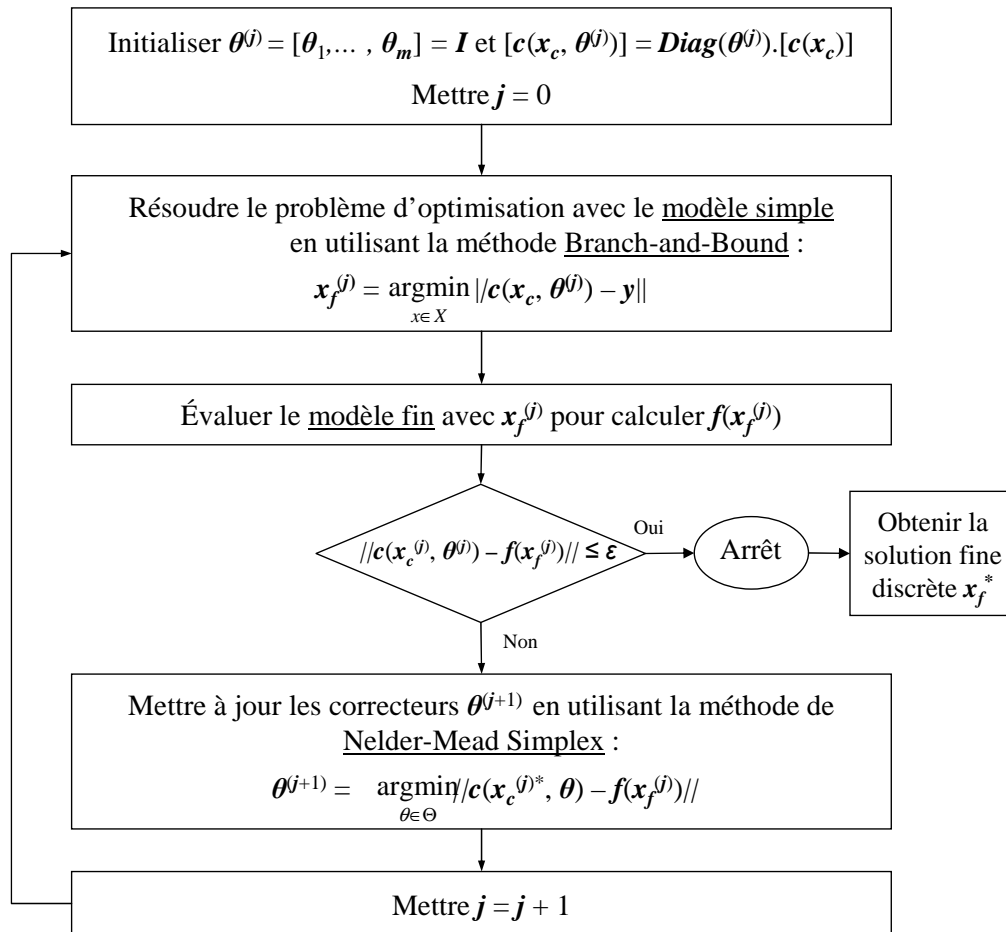 Initialiser θ^(j) = [θ_1,... , θ_m] = I et [c(x_c, θ^(j))] = Diag(θ^(j)).[c(x_c)]
Mettre j = 0
Résoudre le problème d’optimisation avec le modèle simple
en utilisant la méthode Branch-and-Bound :
x_f^(j) = argmin ||/c(x_c, θ^(j)) – y||
x∈ X
Évaluer le modèle fin avec x_f^(j) pour calculer f(x_f^(j))
//c(x_c^(j), θ^(j)) – f(x_f^(j))// ≤ ε
Oui
Arrêt
Obtenir la
solution fine
discrète x_f^*
Non
Mettre à jour les correcteurs θ^(j+1) en utilisant la méthode de
Nelder-Mead Simplex :
θ^(j+1) = argmin//c(x_c^(j)*, θ) – f(x_f^(j))//
θ∈Θ
Mettre j = j + 1